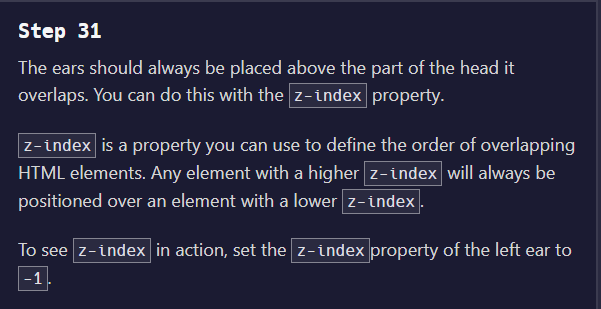 Step 31
The ears should always be placed above the part of the head it
overlaps. You can do this with the z-index property.
z-index is a property you can use to define the order of overlapping
HTML elements. Any element with a higher z-index will always be
positioned over an element with a lower z-index.
To see z-index in action, set the z-indexproperty of the left ear to
-1.